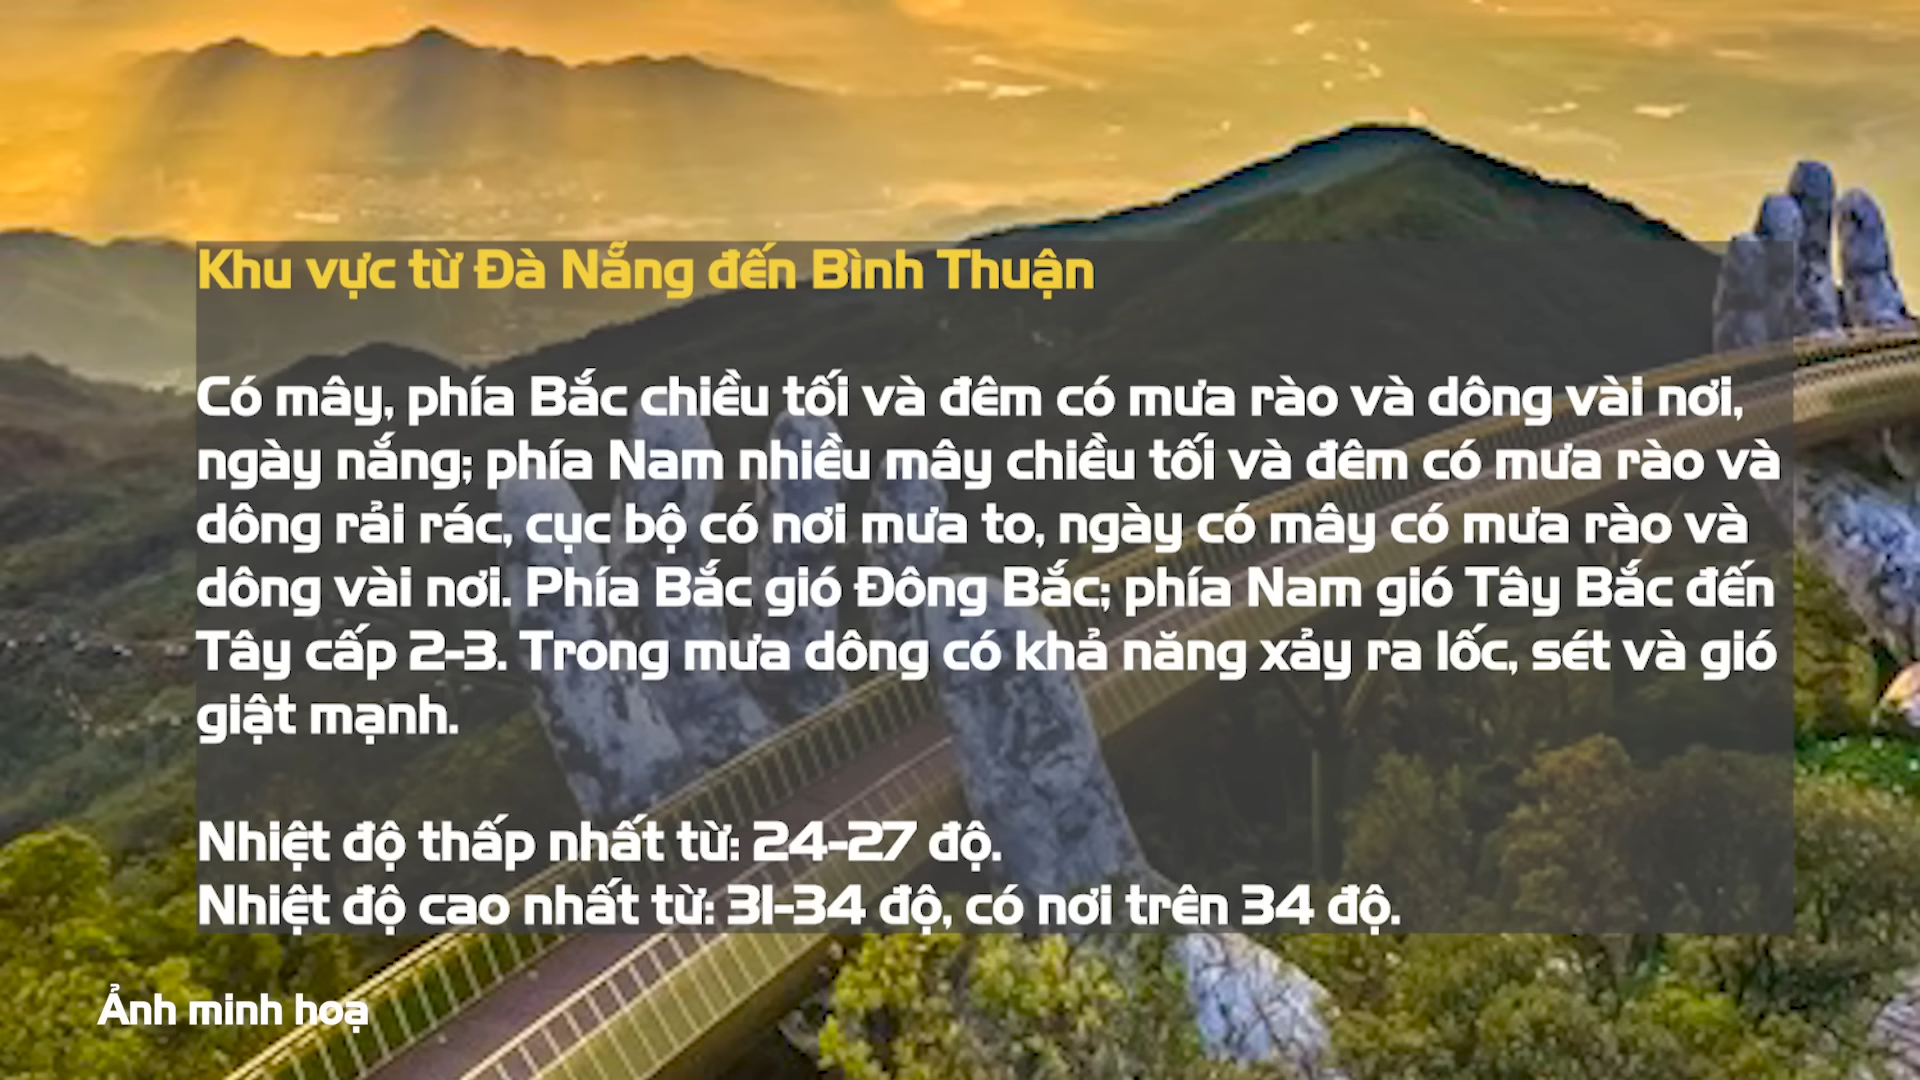 Khu vực từ Đà Nẵng đến Bình Thuận
Có mây, phía Bắc chiều tối và đêm có mưa rào và dông vài nơi,
ngày nắng; phía Nam nhiều mây chiều tối và đêm có mưa rào và
dông rải rác, cục bộ có nơi mưa to, ngày có mây có mưa rào và
dông vài nơi. Phía Bắc gió Đông Bắc; phía Nam gió Tây Bắc đến
Tây cấp 2-3. Trong mưa dông có khả năng xảy ra lốc, sét và gió
giật mạnh.
Nhiệt độ thấp nhất từ: 24-27 độ.
Nhiệt độ cao nhất từ: 31-34 độ, có nơi trên 34 độ.
Ảnh minh hoạ